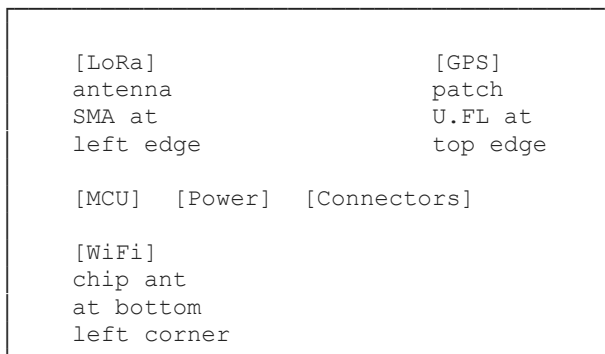 [LoRa] [GPS]
antenna patch
SMA at U.FL at
left edge top edge
[MCU] [Power] [Connectors]
[WiFi]
chip ant
at bottom
left corner